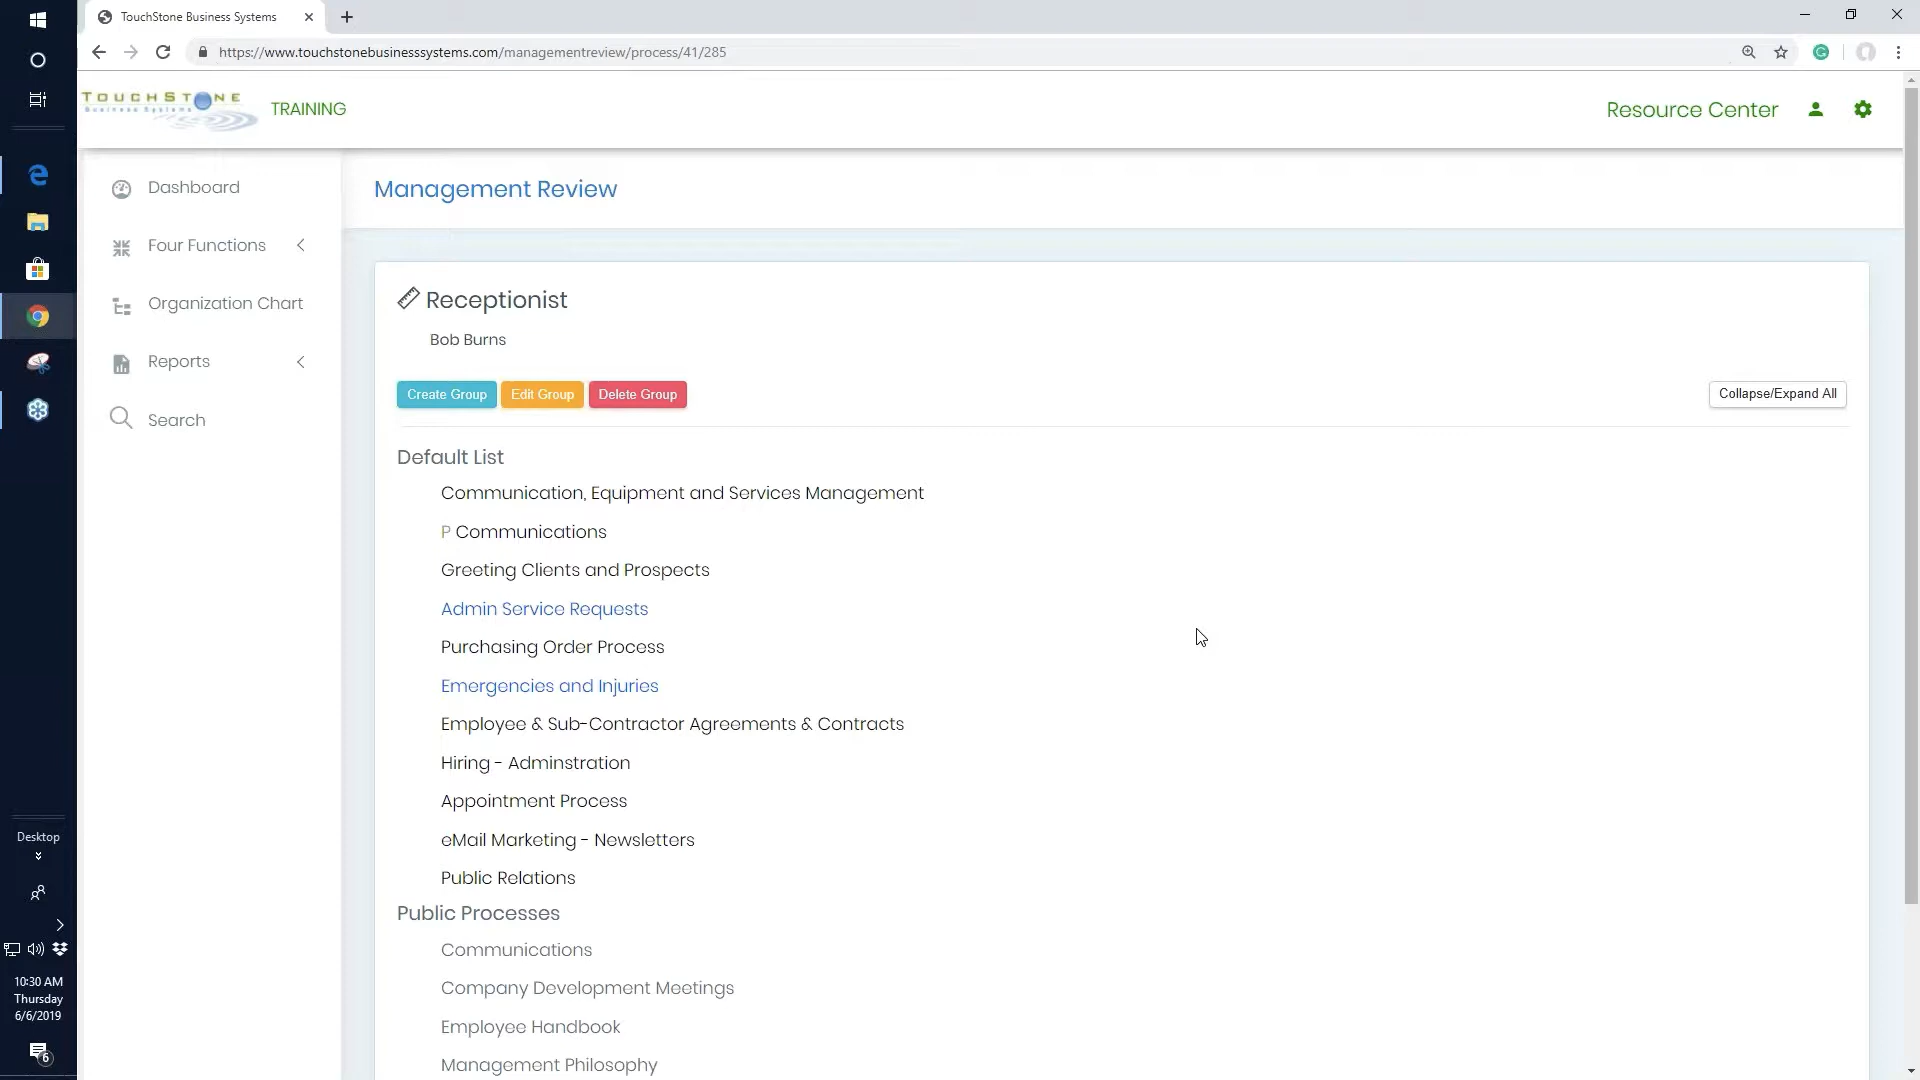 TouchStone Business Systems
https://www.touchstonebusinesssystems.com/managementreview/process/41/285
TOUCHSTONE
Business Systems
TRAINING
Resource Center
Dashboard
Four Functions
Organization Chart
Reports
Search
Management Review
Receptionist
Bob Burns
Create Group
Edit Group
Delete Group
Collapse/Expand All
Default List
Communication, Equipment and Services Management
P Communications
Greeting Clients and Prospects
Admin Service Requests
Purchasing Order Process
Emergencies and Injuries
Employee & Sub-Contractor Agreements & Contracts
Hiring - Adminstration
Appointment Process
eMail Marketing - Newsletters
Public Relations
Public Processes
Communications
Company Development Meetings
Employee Handbook
Management Philosophy
Desktop
10:30 AM
Thursday
6/6/2019
6